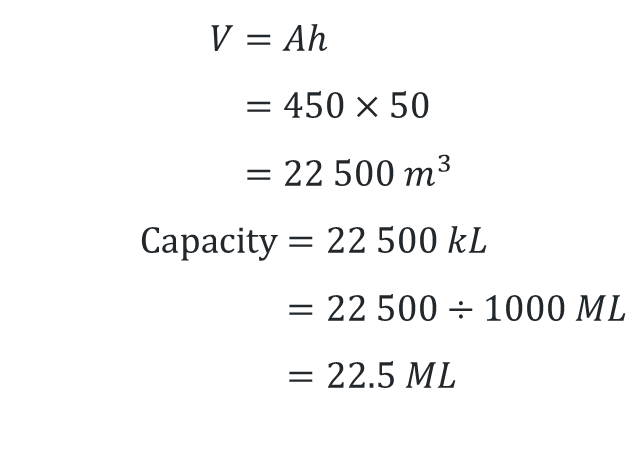 V = Ah
= 450 × 50
= 22 500 m³
Capacity = 22 500 kL
= 22 500 ÷ 1000 ML
= 22.5 ML